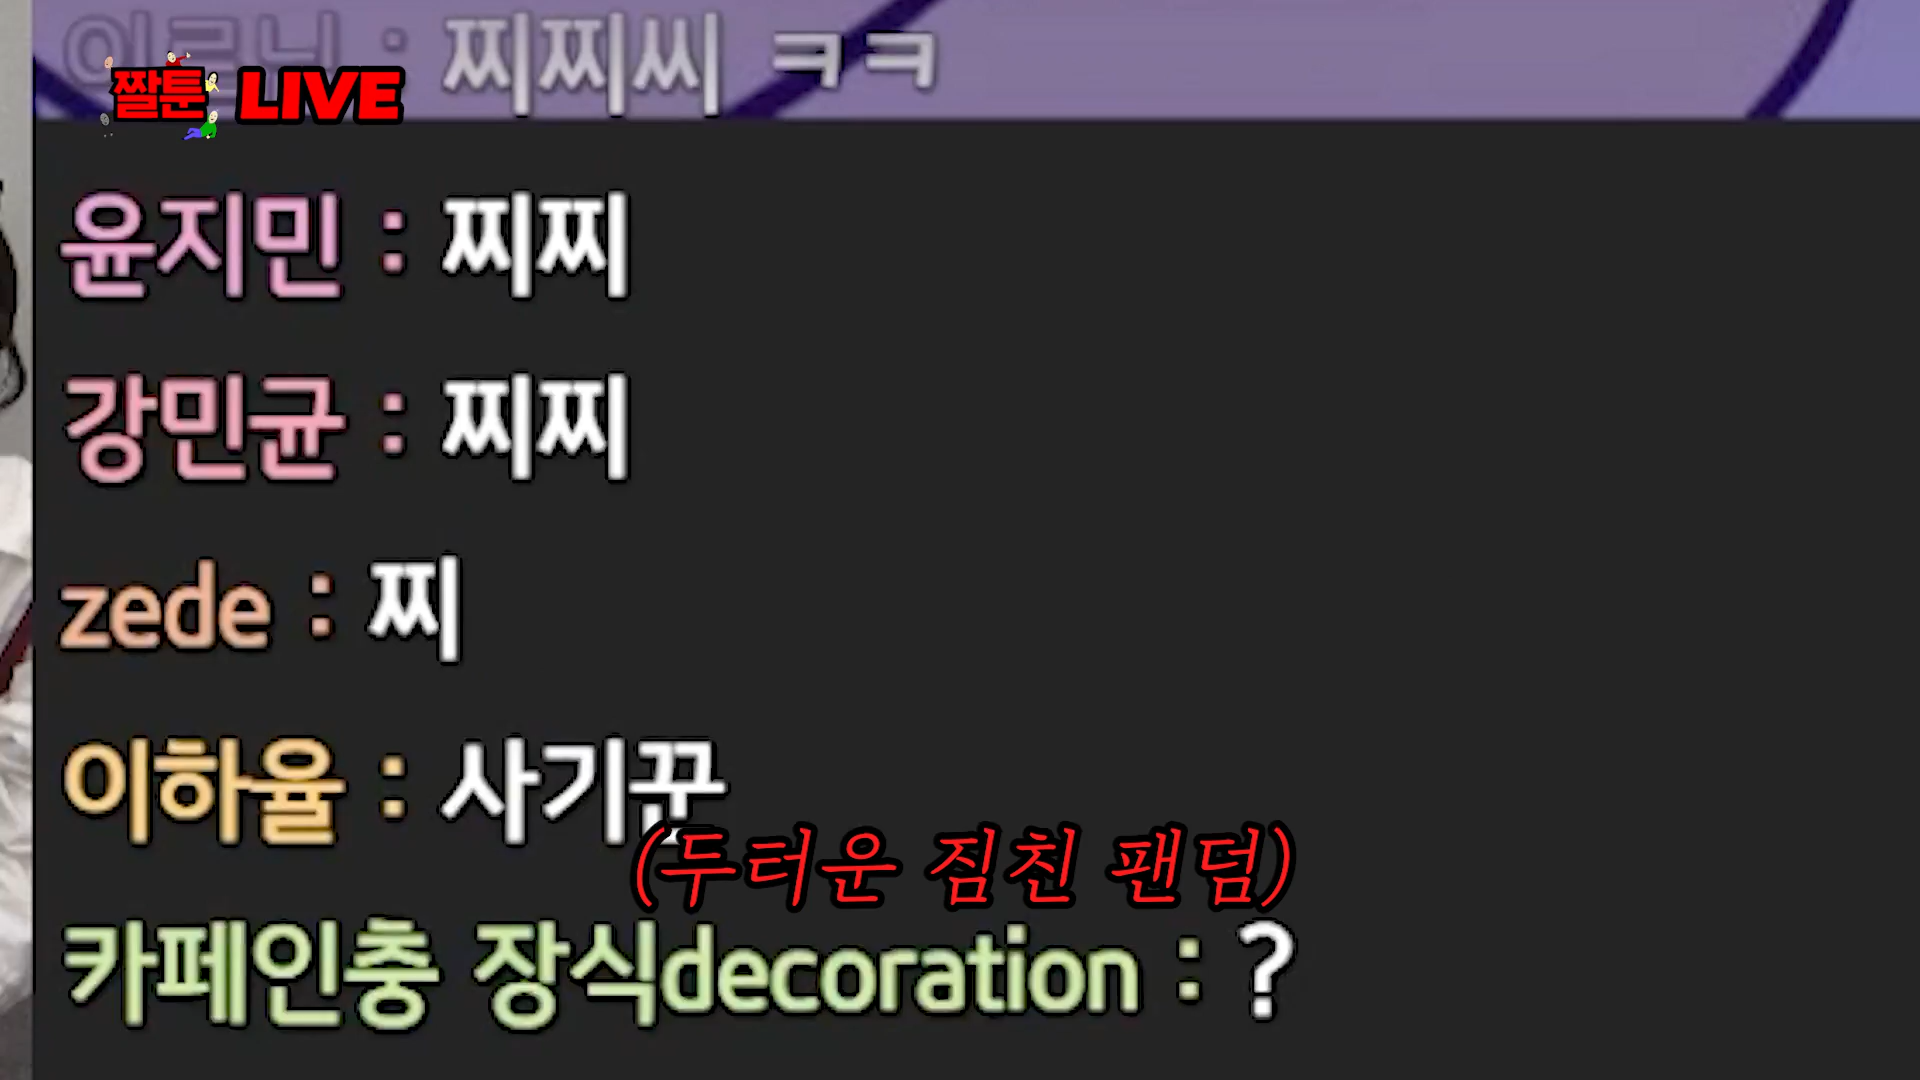 찌찌씨 ㅋㅋ
짤툰 LIVE
윤지민 : 찌찌
강민균 : 찌찌
zede : 찌
이하율 : 사기꾼
(두터운 짐친 팬덤)
카페인충 장식decoration : ?